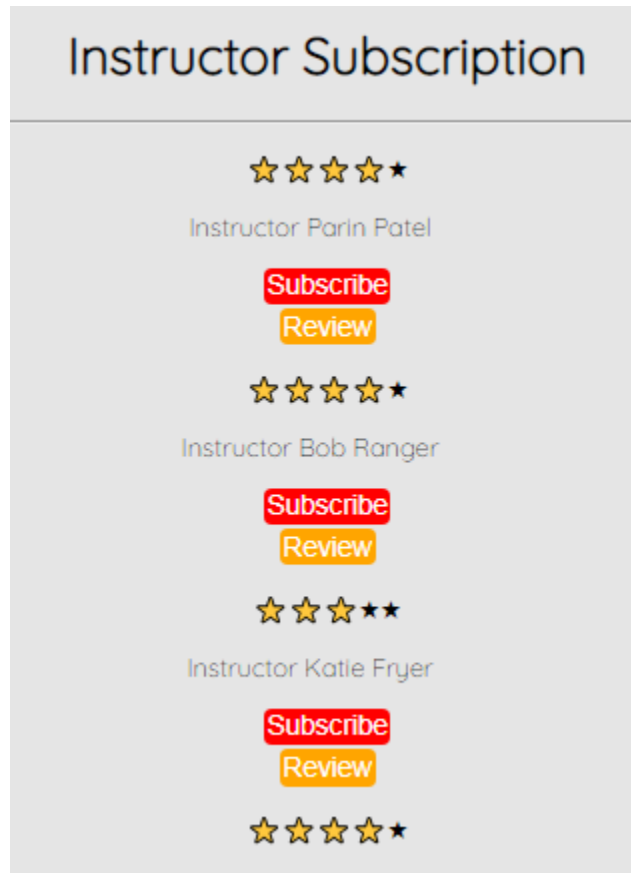 Instructor Subscription
Instructor Parin Patel
Subscribe
Review
Instructor Bob Ranger
Subscribe
Review
Instructor Katie Fryer
Subscribe
Review